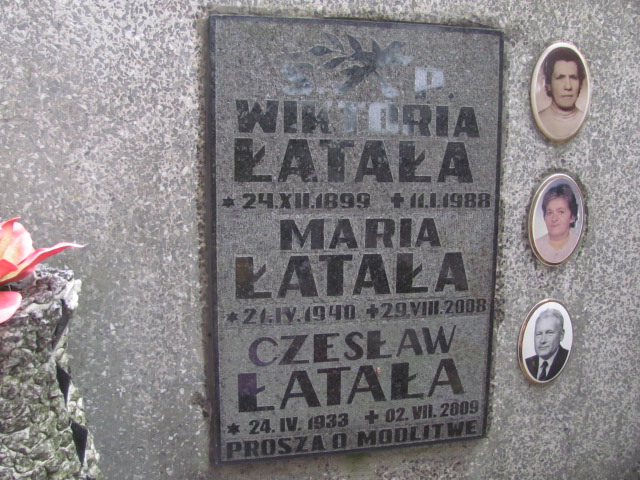 Ś. † P.
WIKTORIA
ŁATAŁA
* 24.XII.1899 + 11.I.1988
MARIA
ŁATAŁA
* 21.IV.1940 + 29.VIII.2008
CZESŁAW
ŁATAŁA
* 24.IV.1933 + 02.VII.2009
PROSZĄ O MODLITWĘ